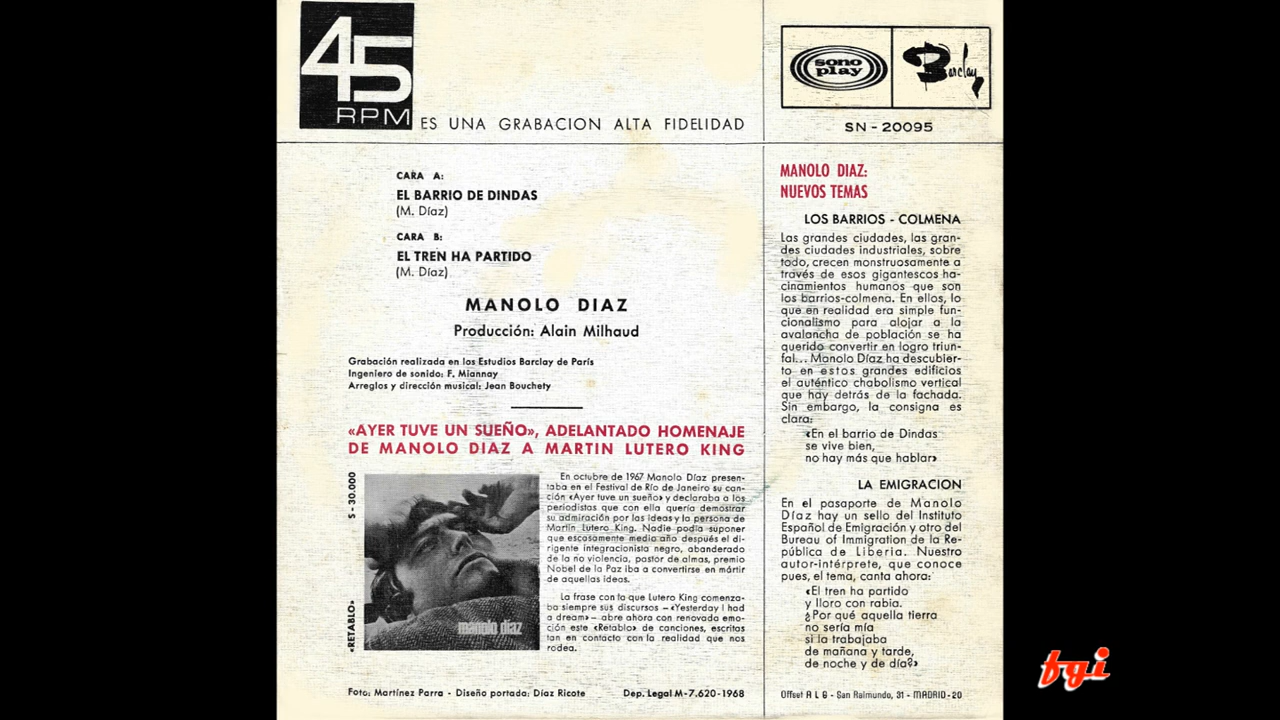 45
RPM
ES UNA GRABACION ALTA FIDELIDAD
sono
play
Barclay
SN-20095
CARA A:
EL BARRIO DE DINDAS
(M. Díaz)
CARA B:
EL TREN HA PARTIDO
(M. Díaz)
MANOLO DIAZ
Producción: Alain Milhaud
Grabación realizada en los Estudios Barclay de París
Ingeniero de sonido: F. Miannay
Arreglos y dirección musical: Jean Bouchety
«AYER TUVE UN SUEÑO», ADELANTADO HOMENAJE
DE MANOLO DIAZ A MARTIN LUTERO KING
S - 30.000
«RETABLO»
manolo díaz
En octubre de 1967 Manolo Díaz presen-
taba en el Festival de Río de Janeiro su can-
ción «Ayer tuve un sueño» y declaraba a los
periodistas que con ella quería demostrar
su admiración por las ideas y la persona de
Martín Lutero King. Nadie podía suponer
que escasamente medio año después el di-
rigente integracionista negro, abanderado
de la no violencia, pastor de almas, premio
Nobel de la Paz iba a convertirse en mártir
de aquellas ideas.
La frase con la que Lutero King comenza-
ba siempre sus discursos —«Yesterday I had
a dream»— abre ahora con renovada emo-
ción este «Retablo» de canciones, escritas
tan en contacto con la realidad que nos
rodea.
Foto: Martínez Parra - Diseño portada: Díaz Ricote
Dep. Legal M-7.620-1968
MANOLO DIAZ:
NUEVOS TEMAS
LOS BARRIOS - COLMENA
Las grandes ciudades, las gran-
des ciudades industriales, sobre
todo, crecen monstruosamente a
través de esos gigantescos ha-
cinamientos humanos que son
los barrios-colmena. En ellos, lo
que en realidad era simple fun-
cionalismo para alojar a la
avalancha de población se ha
querido convertir en logro triun-
fal... Manolo Díaz ha descubier-
to en estos grandes edificios
el auténtico chabolismo vertical
que hay detrás de la fachada.
Sin embargo, la consigna es
clara:
«En el barrio de Dindas
se vive bien,
no hay más que hablar»
LA EMIGRACION
En el pasaporte de Manolo
Díaz hay un sello del Instituto
Español de Emigración y otro del
Bureau of Immigration de la Re-
pública de Liberia. Nuestro
autor-intérprete, que conoce
pues, el tema, canta ahora:
«El tren ha partido
y lloro con rabia.
¿Por qué aquella tierra
no sería mía
si la trabajaba
de mañana y tarde,
de noche y de día?»
Offset A L G - San Raimundo, 31 - MADRID-20
fgi